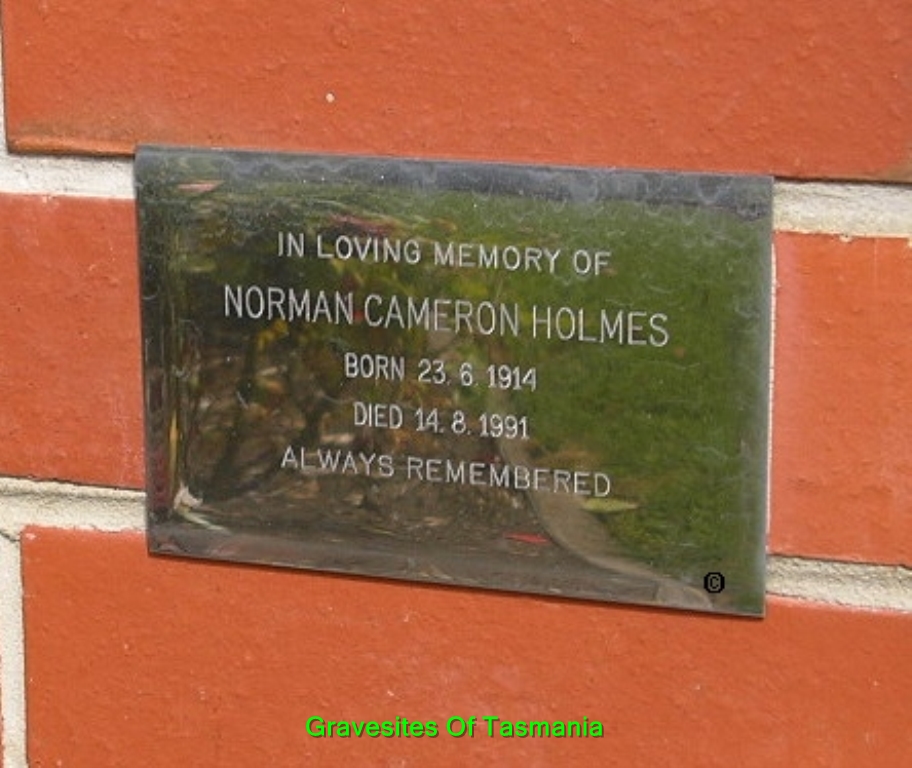 IN LOVING MEMORY OF
NORMAN CAMERON HOLMES
BORN 23.6.1914
DIED 14.8.1991
ALWAYS REMEMBERED
©
Gravesites Of Tasmania